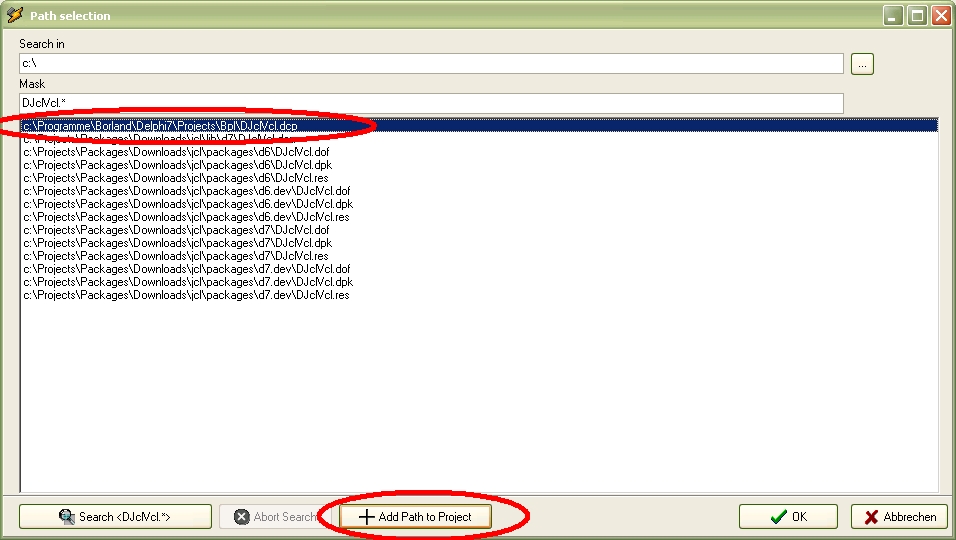 Path selection
Search in
c:\
...
Mask
DJclVcl.*
c:\Programme\Borland\Delphi7\Projects\Bpl\DJclVcl.dcp
c:\Projects\Packages\Downloads\jcl\lib\d7\DJclVcl.dcp
c:\Projects\Packages\Downloads\jcl\packages\d6\DJclVcl.dof
c:\Projects\Packages\Downloads\jcl\packages\d6\DJclVcl.dpk
c:\Projects\Packages\Downloads\jcl\packages\d6\DJclVcl.res
c:\Projects\Packages\Downloads\jcl\packages\d6.dev\DJclVcl.dof
c:\Projects\Packages\Downloads\jcl\packages\d6.dev\DJclVcl.dpk
c:\Projects\Packages\Downloads\jcl\packages\d6.dev\DJclVcl.res
c:\Projects\Packages\Downloads\jcl\packages\d7\DJclVcl.dof
c:\Projects\Packages\Downloads\jcl\packages\d7\DJclVcl.dpk
c:\Projects\Packages\Downloads\jcl\packages\d7\DJclVcl.res
c:\Projects\Packages\Downloads\jcl\packages\d7.dev\DJclVcl.dof
c:\Projects\Packages\Downloads\jcl\packages\d7.dev\DJclVcl.dpk
c:\Projects\Packages\Downloads\jcl\packages\d7.dev\DJclVcl.res
Search <DJclVcl.*>
Abort Search
Add Path to Project
OK
Abbrechen